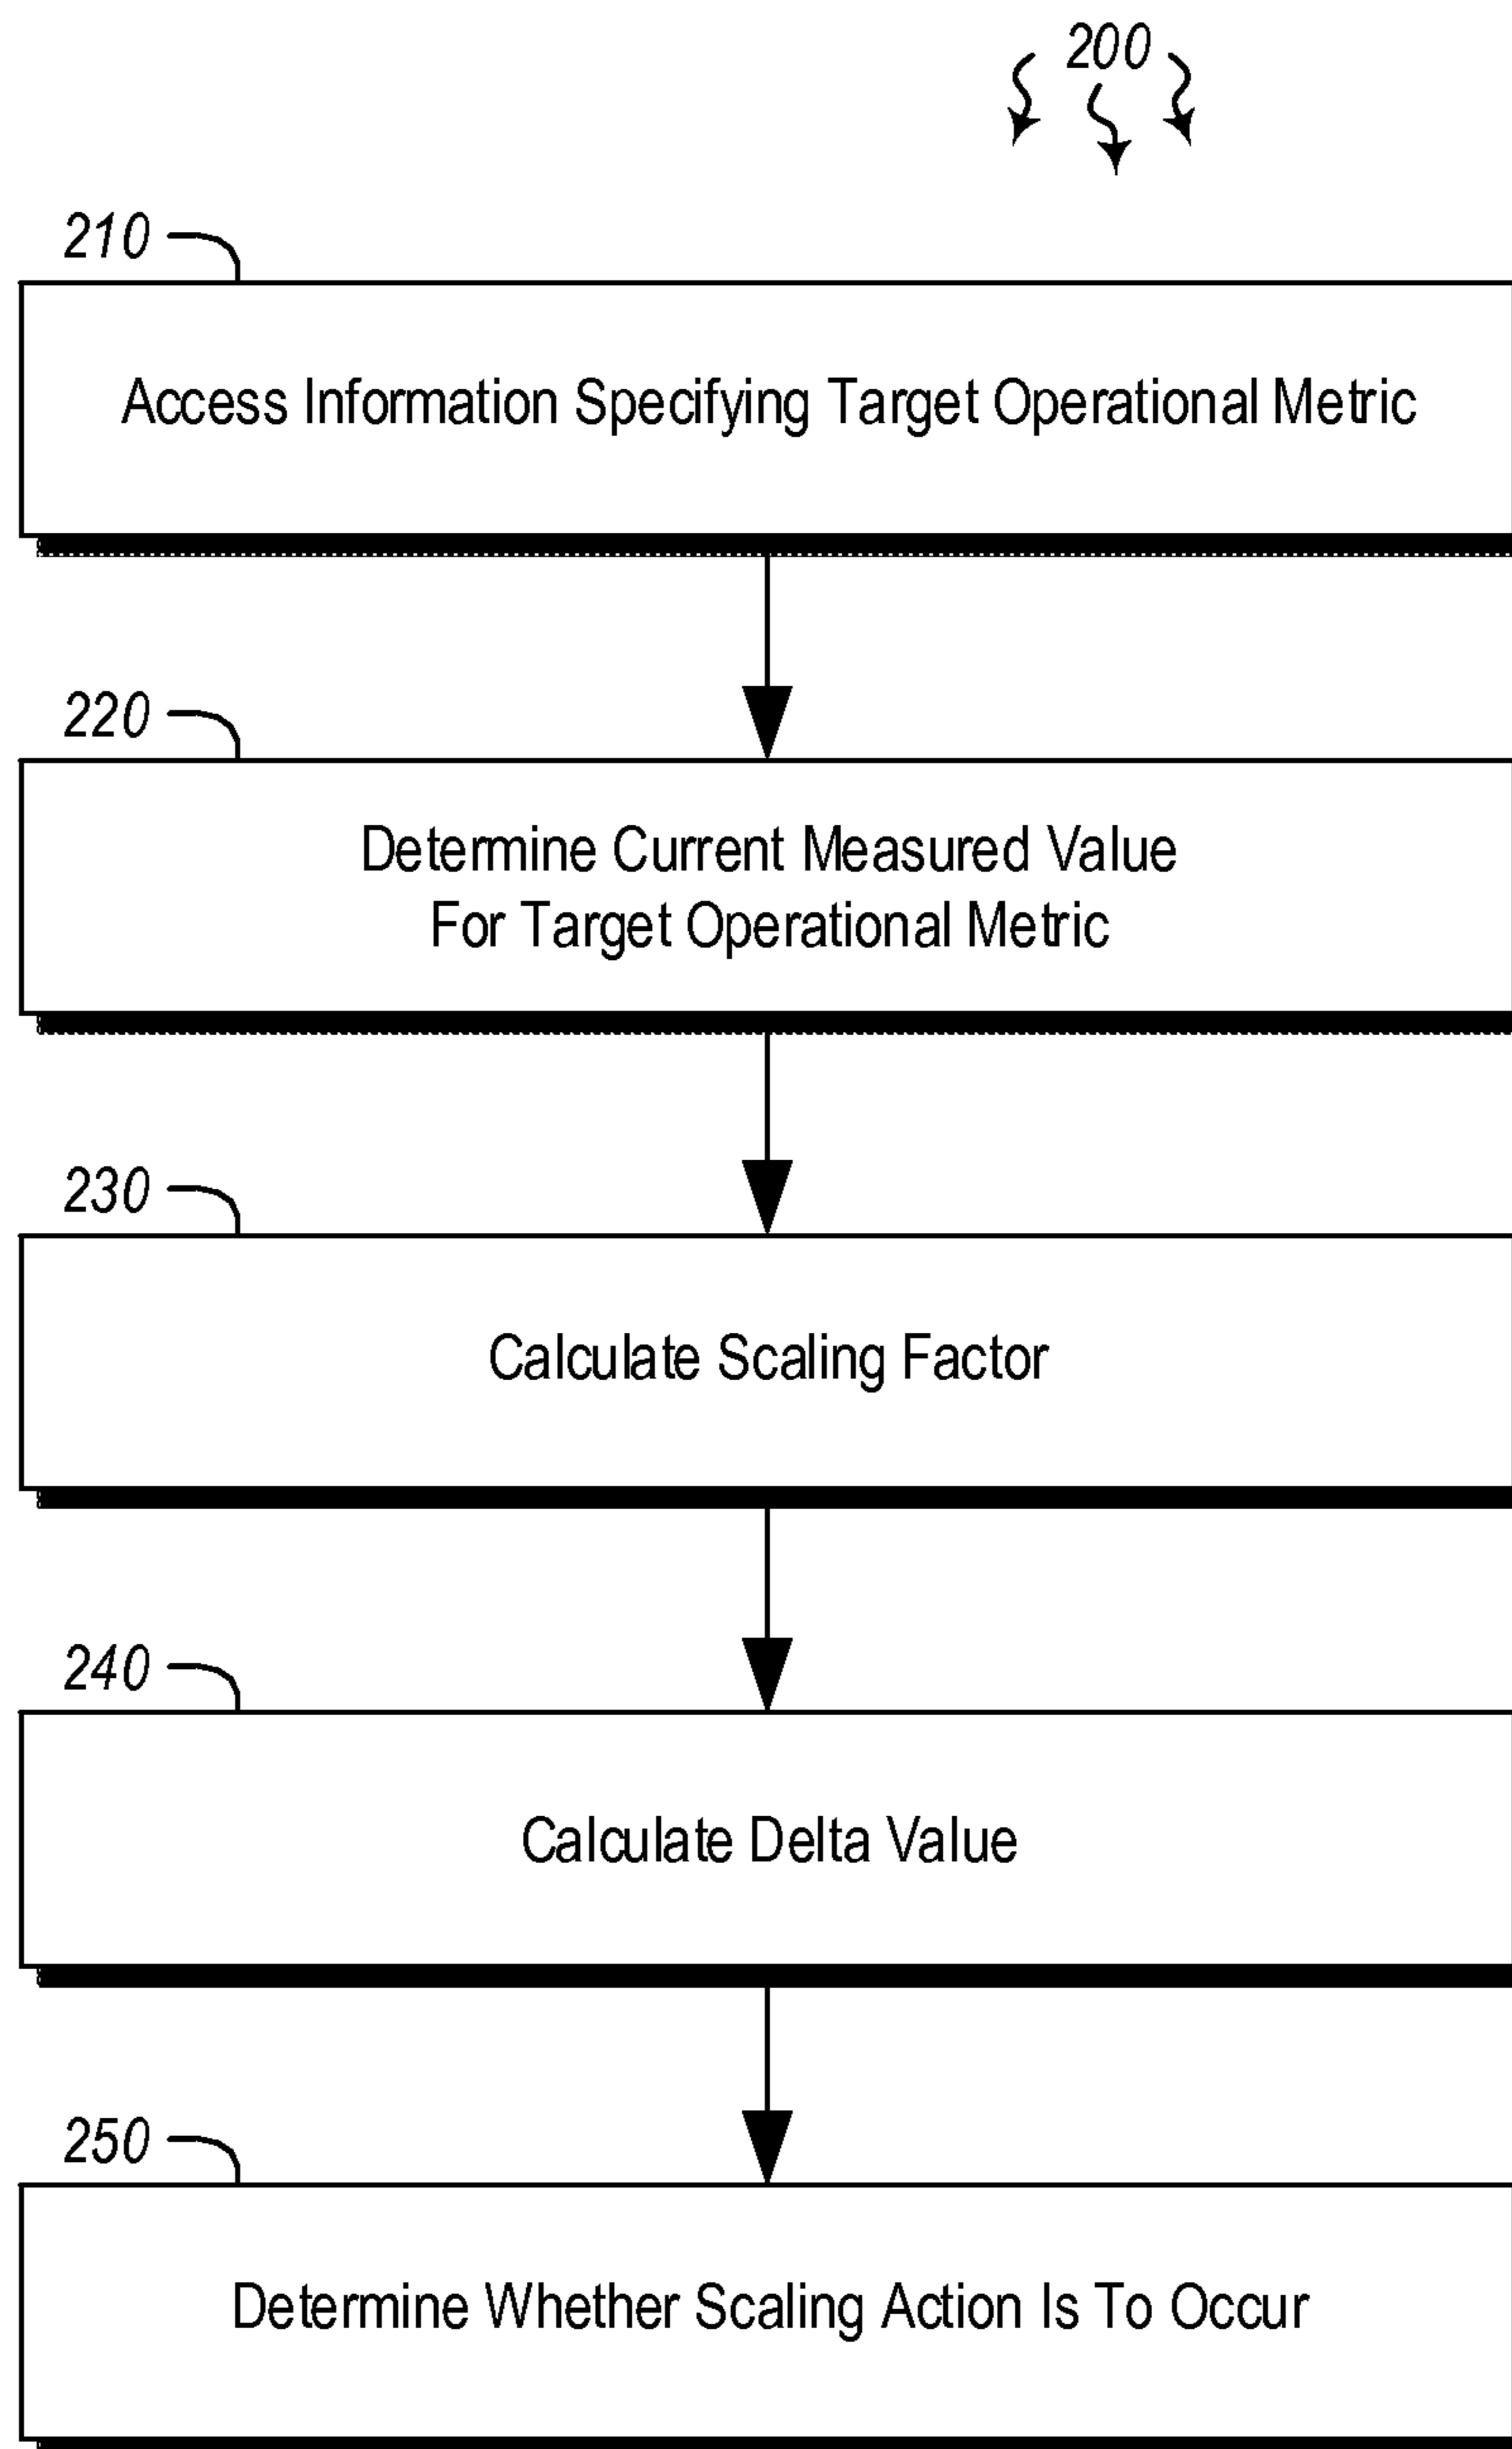 200
210
Access Information Specifying Target Operational Metric
220
Determine Current Measured Value
For Target Operational Metric
230
Calculate Scaling Factor
240
Calculate Delta Value
250
Determine Whether Scaling Action Is To Occur